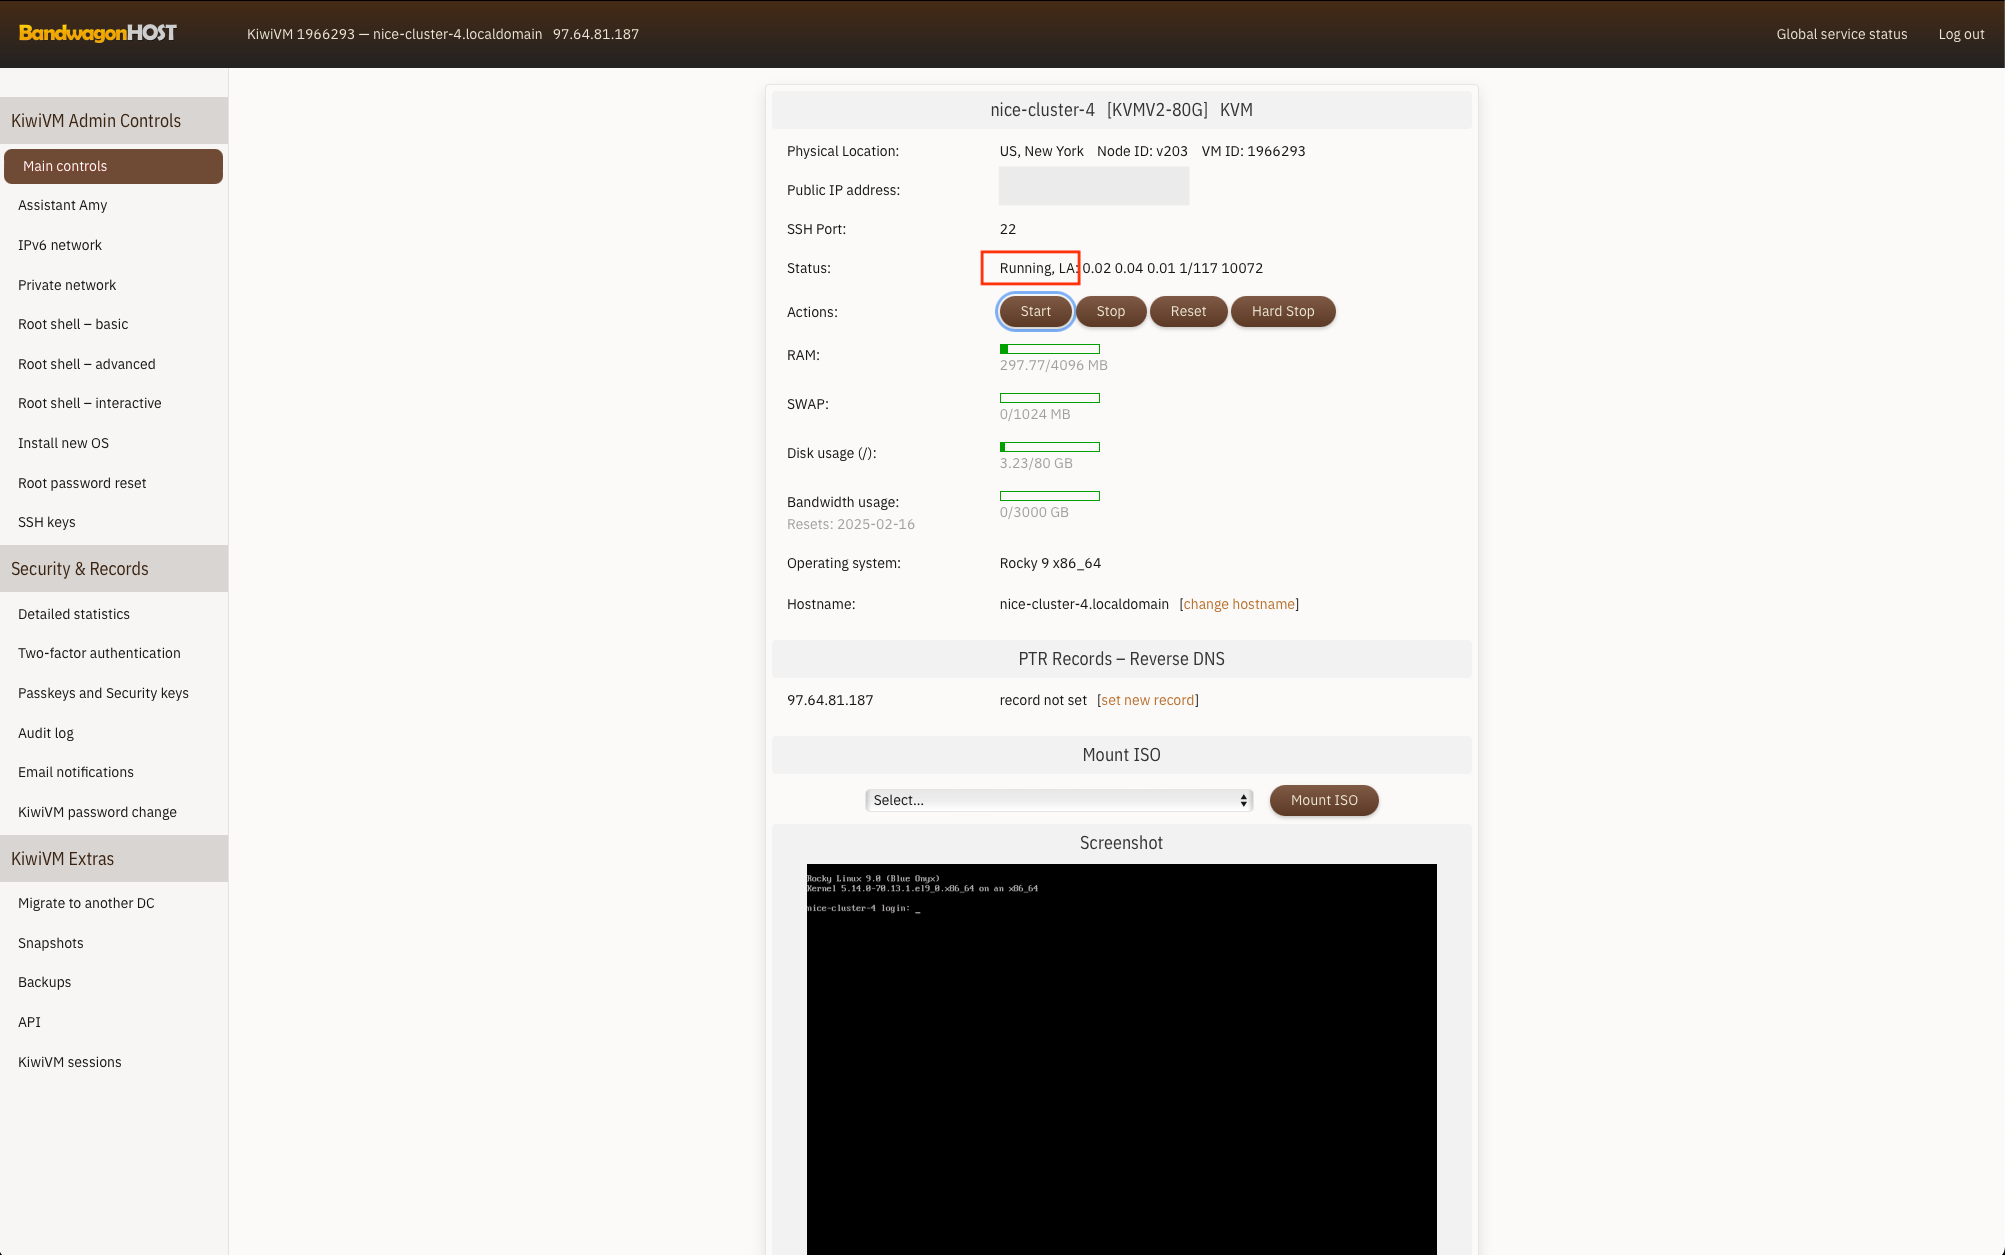 BandwagonHOST
KiwiVM 1966293 — nice-cluster-4.localdomain 97.64.81.187
Global service status
Log out
KiwiVM Admin Controls
Main controls
Assistant Amy
IPv6 network
Private network
Root shell – basic
Root shell – advanced
Root shell – interactive
Install new OS
Root password reset
SSH keys
Security & Records
Detailed statistics
Two-factor authentication
Passkeys and Security keys
Audit log
Email notifications
KiwiVM password change
KiwiVM Extras
Migrate to another DC
Snapshots
Backups
API
KiwiVM sessions
nice-cluster-4 [KVMV2-80G] KVM
Physical Location: US, New York Node ID: v203 VM ID: 1966293
Public IP address:
SSH Port: 22
Status: Running, LA: 0.02 0.04 0.01 1/117 10072
Actions: Start Stop Reset Hard Stop
RAM:
297.77/4096 MB
SWAP:
0/1024 MB
Disk usage (/):
3.23/80 GB
Bandwidth usage:
0/3000 GB
Resets: 2025-02-16
Operating system: Rocky 9 x86_64
Hostname: nice-cluster-4.localdomain [change hostname]
PTR Records – Reverse DNS
97.64.81.187 record not set [set new record]
Mount ISO
Select... Mount ISO
Screenshot
Rocky Linux 9.0 (Blue Onyx)
Kernel 5.14.0-70.13.1.el9_0.x86_64 on an x86_64
nice-cluster-4 login: _